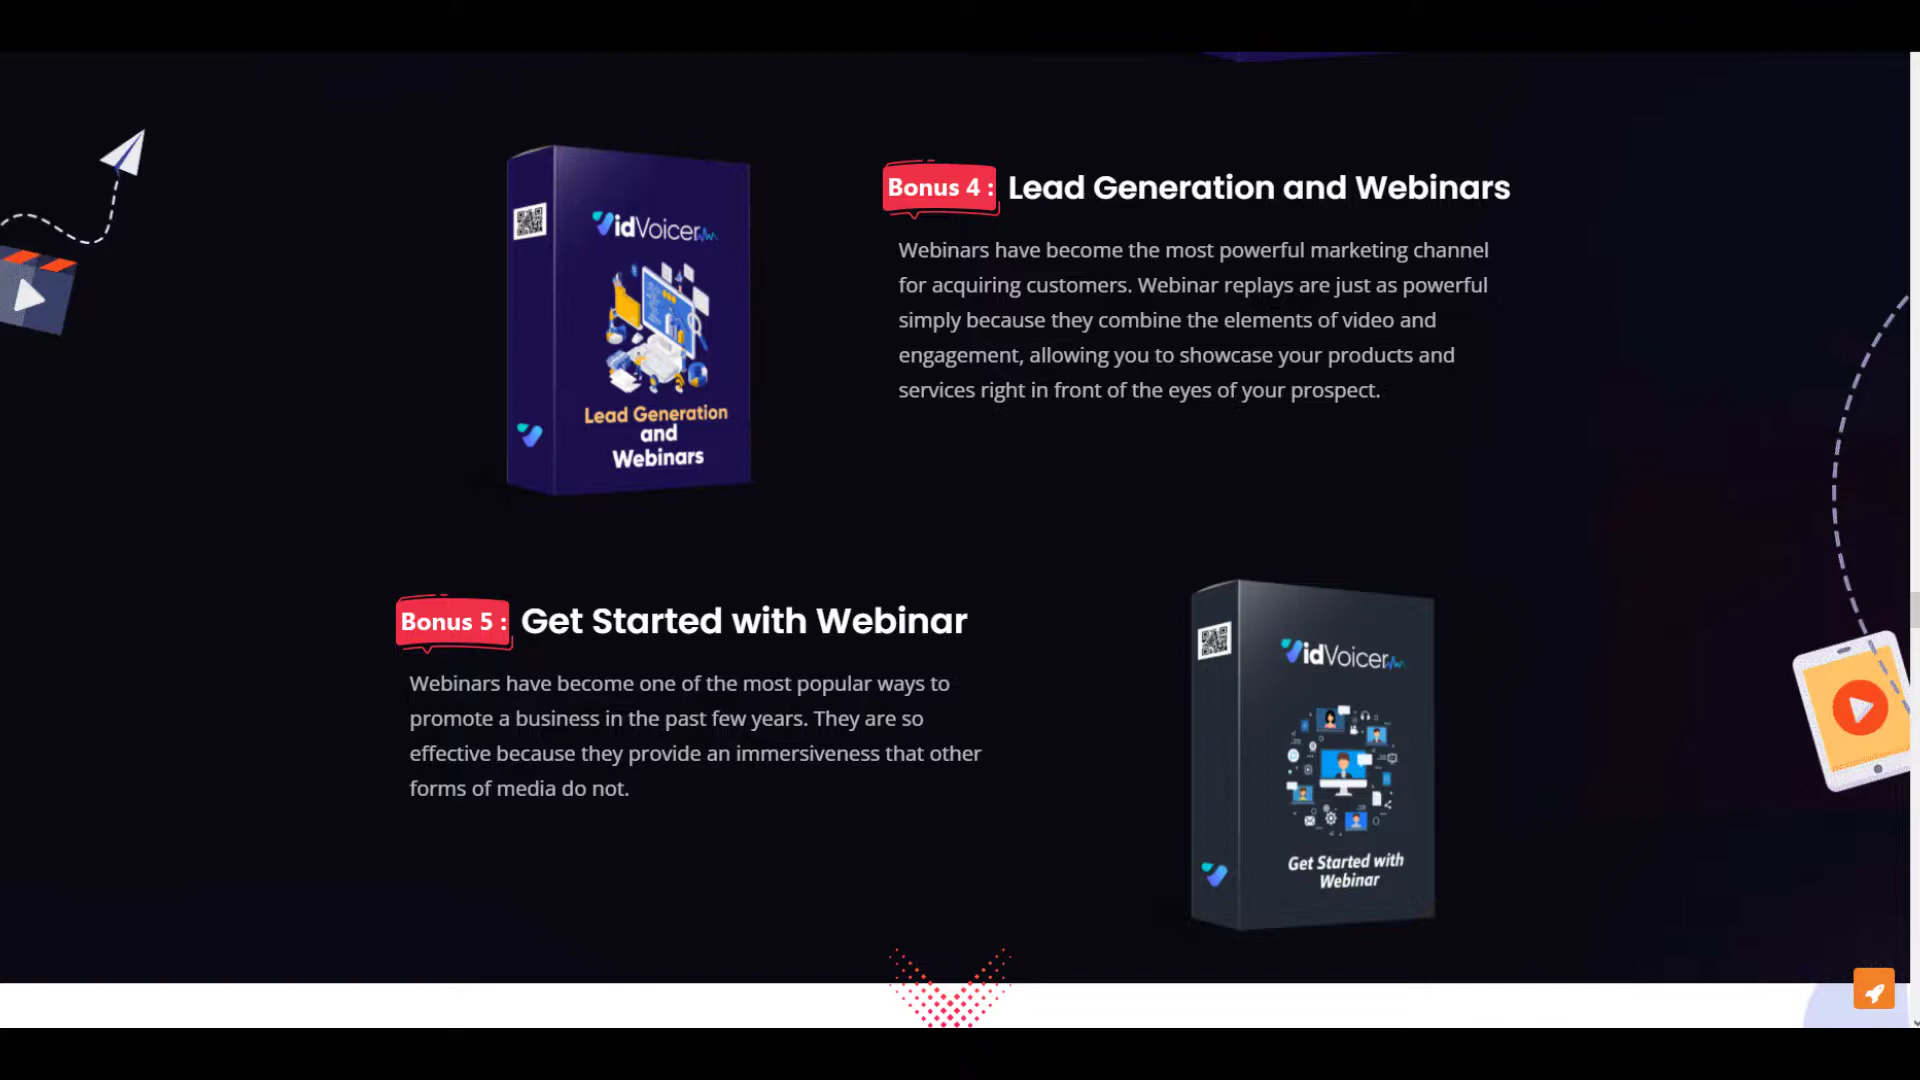 VidVoicer
Lead Generation
and
Webinars
Bonus 4 : Lead Generation and Webinars
Webinars have become the most powerful marketing channel
for acquiring customers. Webinar replays are just as powerful
simply because they combine the elements of video and
engagement, allowing you to showcase your products and
services right in front of the eyes of your prospect.
Bonus 5 : Get Started with Webinar
Webinars have become one of the most popular ways to
promote a business in the past few years. They are so
effective because they provide an immersiveness that other
forms of media do not.
VidVoicer
Get Started with
Webinar